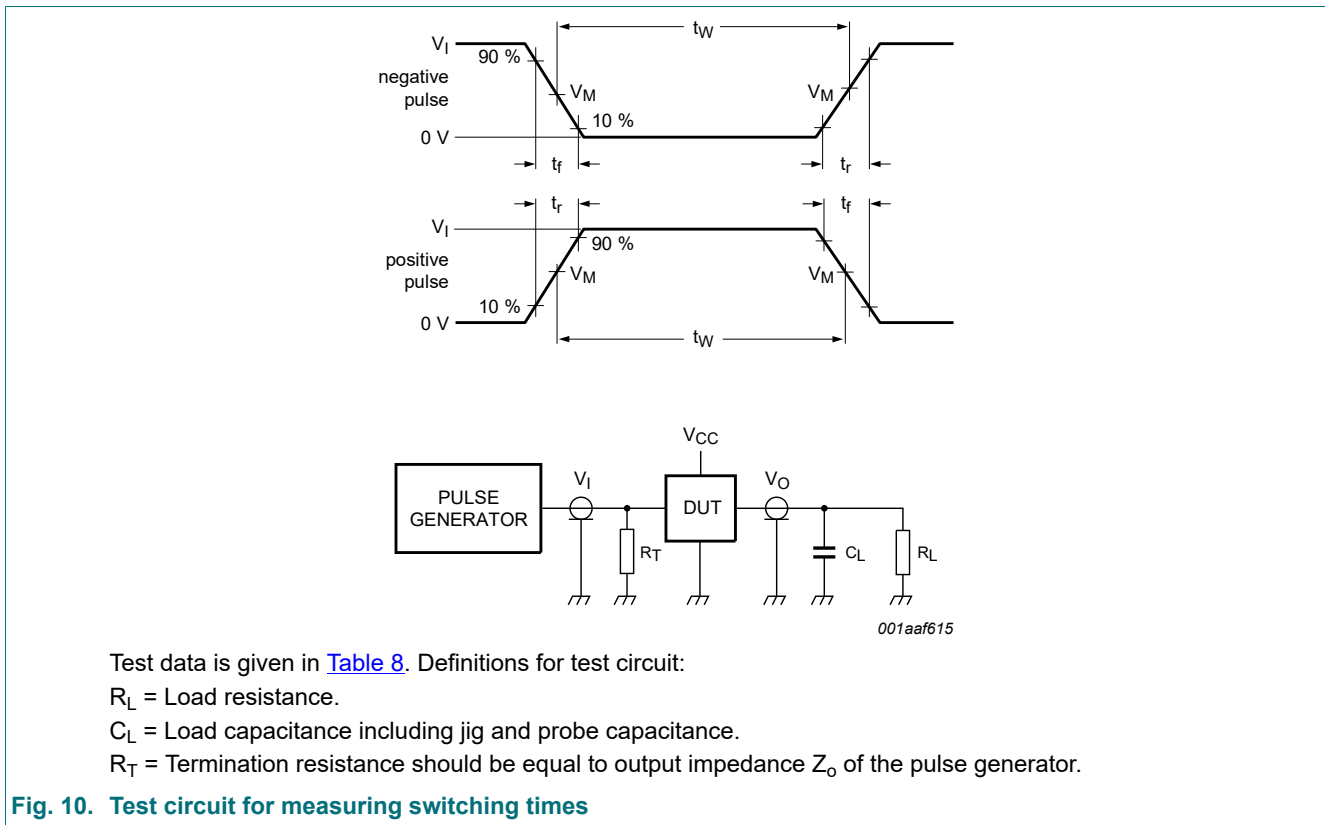 tW
VI
90 %
negative
pulse
VM
VM
10 %
0 V
tf
tr
tr
tf
VI
90 %
positive
pulse
VM
VM
10 %
0 V
tW
VCC
VI
VO
PULSE
GENERATOR
DUT
RT
CL
RL
001aaf615
Test data is given in Table 8. Definitions for test circuit:
RL = Load resistance.
CL = Load capacitance including jig and probe capacitance.
RT = Termination resistance should be equal to output impedance Zo of the pulse generator.
Fig. 10. Test circuit for measuring switching times